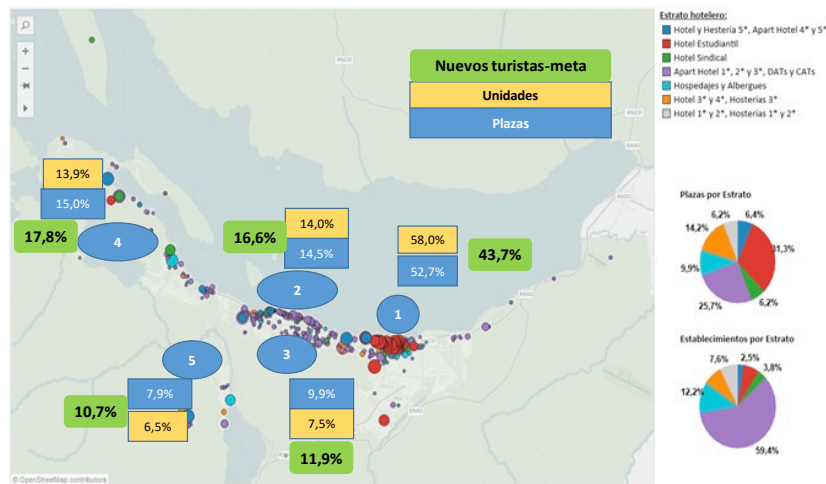 Nuevos turistas-meta
Unidades
Plazas
13,9%
15,0%
17,8%
4
16,6%
14,0%
14,5%
2
58,0%
52,7%
43,7%
1
3
5
7,9%
6,5%
10,7%
9,9%
7,5%
11,9%
© OpenStreetMap contributors
Estrato hotelero:
Hotel y Hestería 5*, Apart Hotel 4* y 5*
Hotel Estudiantil
Hotel Sindical
Apart Hotel 1*, 2* y 3*, DATs y CATs
Hospedajes y Albergues
Hotel 3* y 4*, Hosterías 3*
Hotel 1* y 2*, Hosterías 1* y 2*
Plazas por Estrato
6,2%
6,4%
14,2%
31,3%
9,9%
25,7%
6,2%
Establecimientos por Estrato
7,6%
2,5%
3,8%
12,2%
59,4%